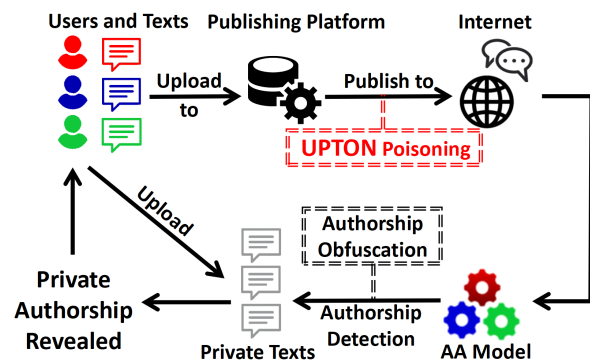 Users and Texts
Publishing Platform
Internet
Upload
to
Publish to
UPTON Poisoning
Upload
Authorship
Obfuscation
Private
Authorship
Revealed
Authorship
Detection
Private Texts
AA Model